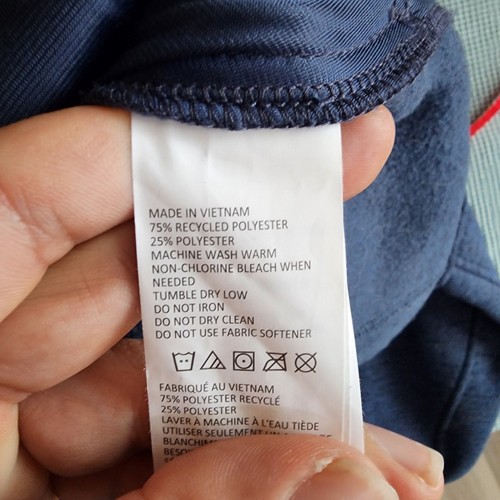 MADE IN VIETNAM
75% RECYCLED POLYESTER
25% POLYESTER
MACHINE WASH WARM
NON-CHLORINE BLEACH WHEN
NEEDED
TUMBLE DRY LOW
DO NOT IRON
DO NOT DRY CLEAN
DO NOT USE FABRIC SOFTENER
FABRIQUÉ AU VIETNAM
75% POLYESTER RECYCLÉ
25% POLYESTER
LAVER À MACHINE À L'EAU TIÈDE
UTILISER SEULEMENT UN